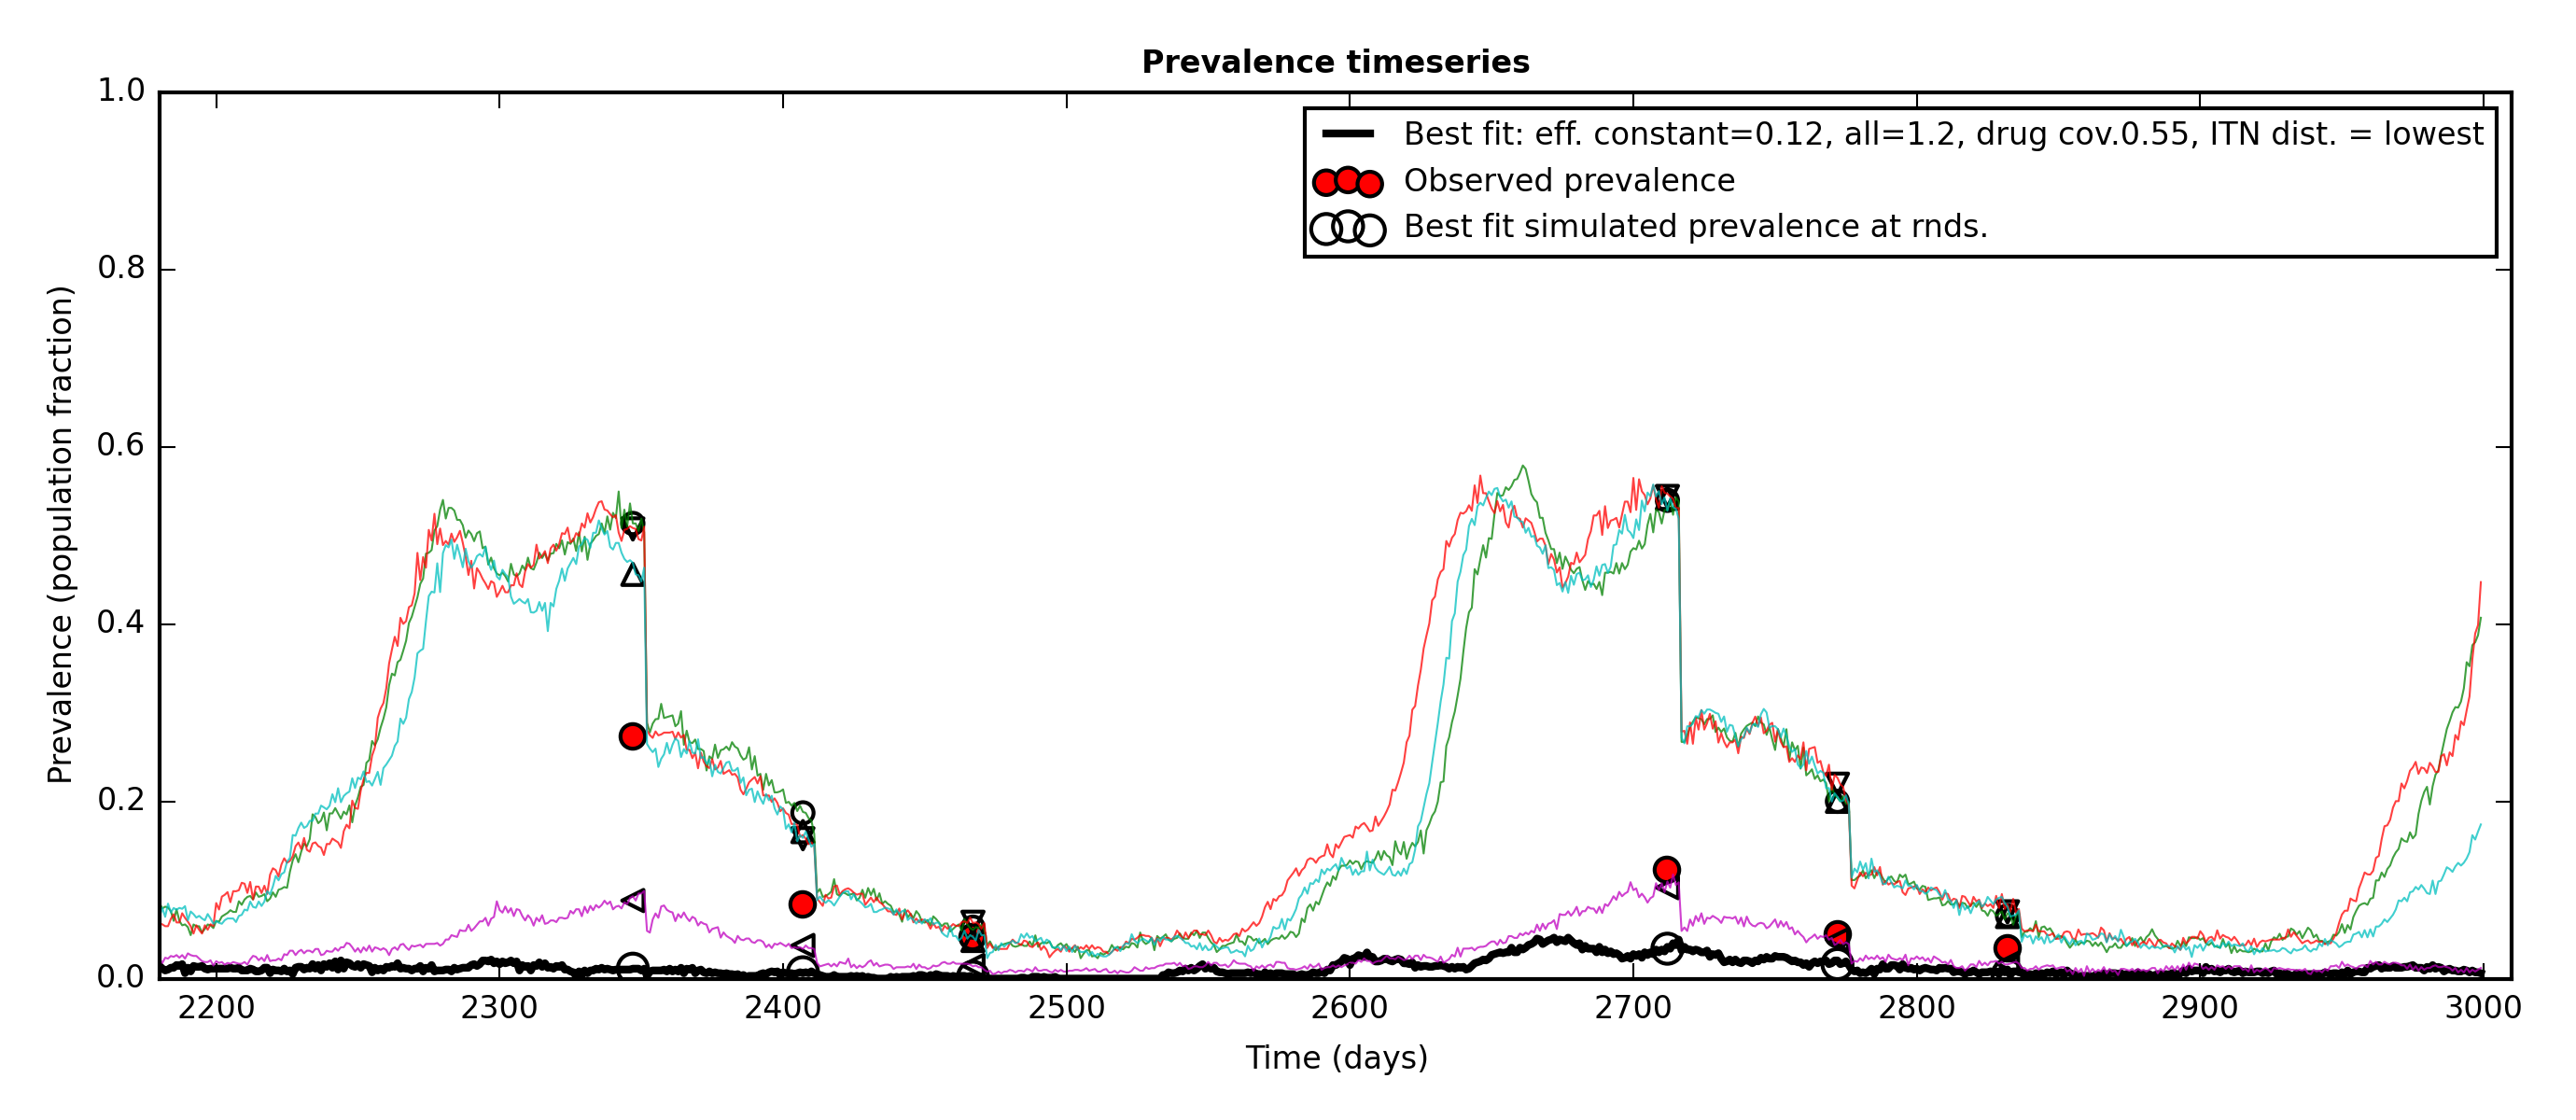 Prevalence timeseries
1.0
0.8
0.6
0.4
0.2
0.0
Prevalence (population fraction)
Best fit: eff. constant=0.12, all=1.2, drug cov.0.55, ITN dist. = lowest
Observed prevalence
Best fit simulated prevalence at rnds.
2200 2300 2400 2500 2600 2700 2800 2900 3000
Time (days)